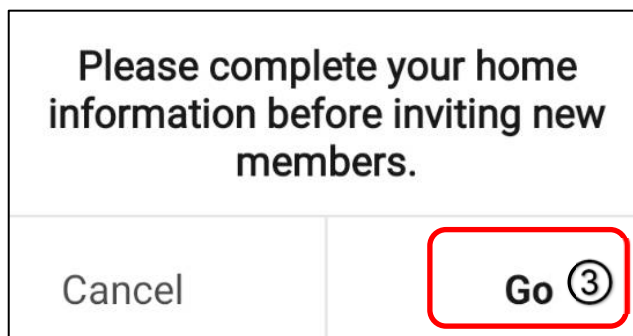 Please complete your home
information before inviting new
members.
Cancel
Go ③